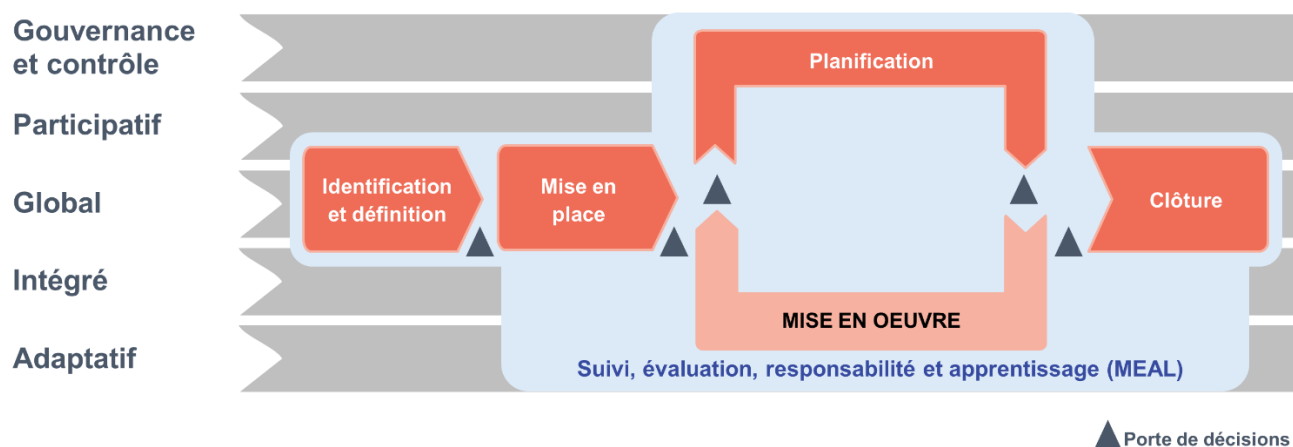 Gouvernance
et contrôle
Participatif
Global
Intégré
Adaptatif
Identification
et définition
Mise en
place
Planification
MISE EN OEUVRE
Clôture
Suivi, évaluation, responsabilité et apprentissage (MEAL)
Porte de décisions